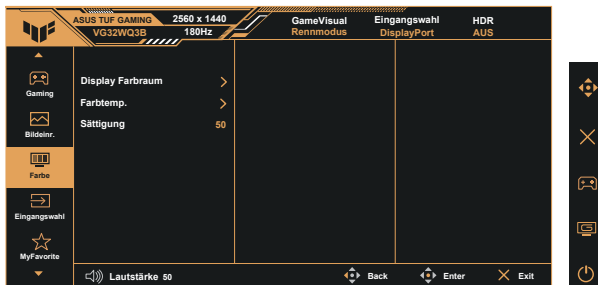 ASUS TUF GAMING 2560 x 1440 GameVisual Eingangswahl HDR
VG32WQ3B 180Hz Rennmodus DisplayPort AUS
Gaming
Bildeinr.
Farbe
Eingangswahl
MyFavorite
Display Farbraum
Farbtemp.
Sättigung 50
Lautstärke 50 Back Enter Exit